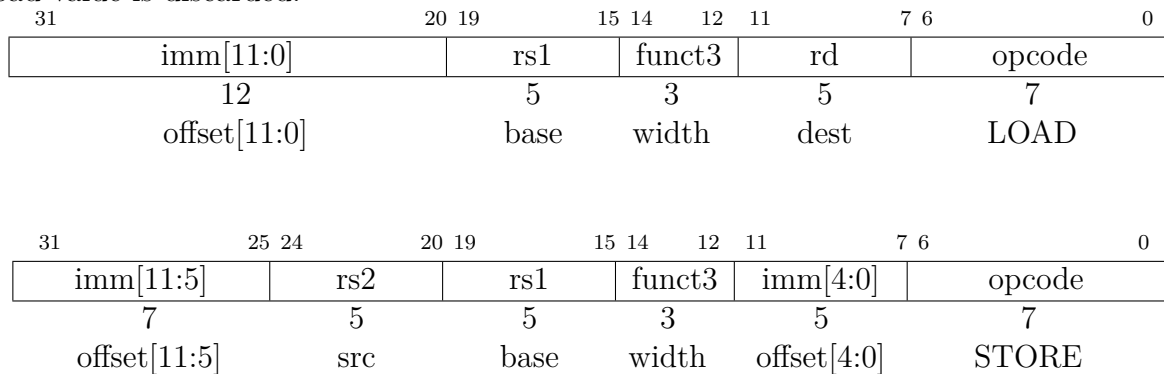 31 20 19 15 14 12 11 7 6 0
imm[11:0] rs1 funct3 rd opcode
12 5 3 5 7
offset[11:0] base width dest LOAD
31 25 24 20 19 15 14 12 11 7 6 0
imm[11:5] rs2 rs1 funct3 imm[4:0] opcode
7 5 5 3 5 7
offset[11:5] src base width offset[4:0] STORE